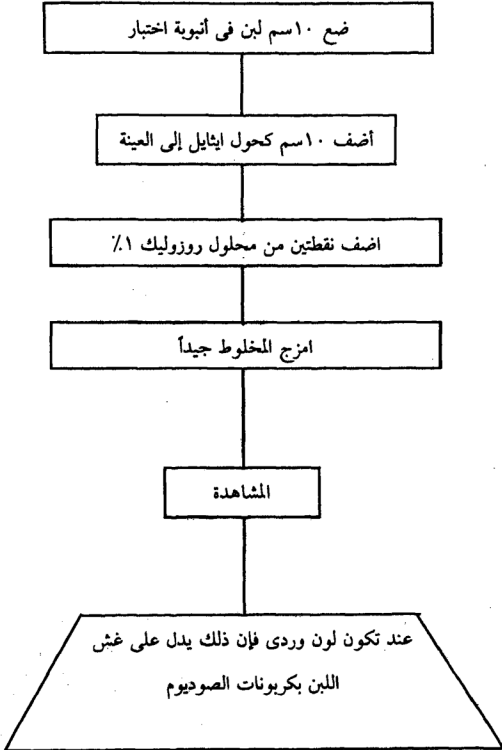 ضع ١٠سم لبن فى أنبوبة اختبار
أضف ١٠سم كحول ايثايل إلى العينة
اضف نقطتين من محلول روزوليك ١٪
امزج المخلوط جيداً
المشاهدة
عند تكون لون وردى فإن ذلك يدل على غش
اللبن بكربونات الصوديوم